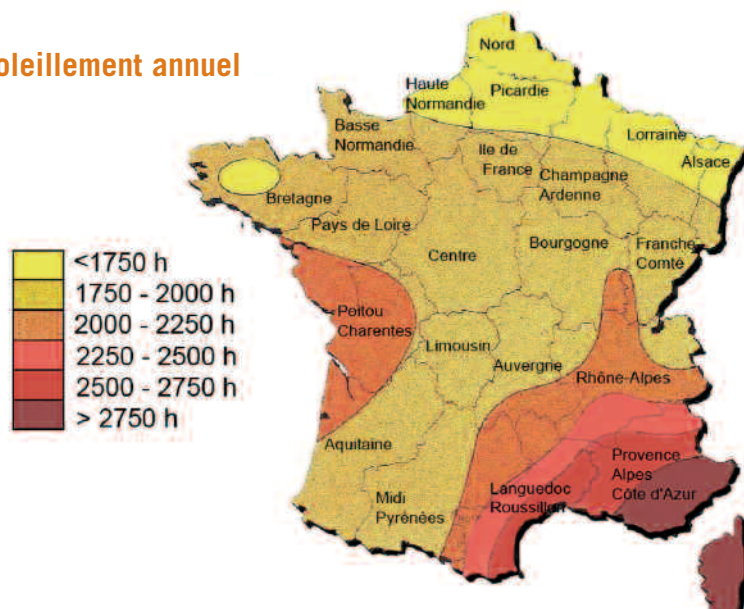 oleillement annuel
Nord
Haute
Normandie
Picardie
Basse
Normandie
Lorraine
Ile de
France
Alsace
Champagne
Ardenne
Bretagne
Pays de Loire
Bourgogne
Franche
Comté
Centre
<1750 h
1750 - 2000 h
2000 - 2250 h
2250 - 2500 h
2500 - 2750 h
> 2750 h
Poitou
Charentes
Limousin
Auvergne
Rhône-Alpes
Aquitaine
Provence
Alpes
Côte d'Azur
Midi
Pyrénées
Languedoc
Roussillon